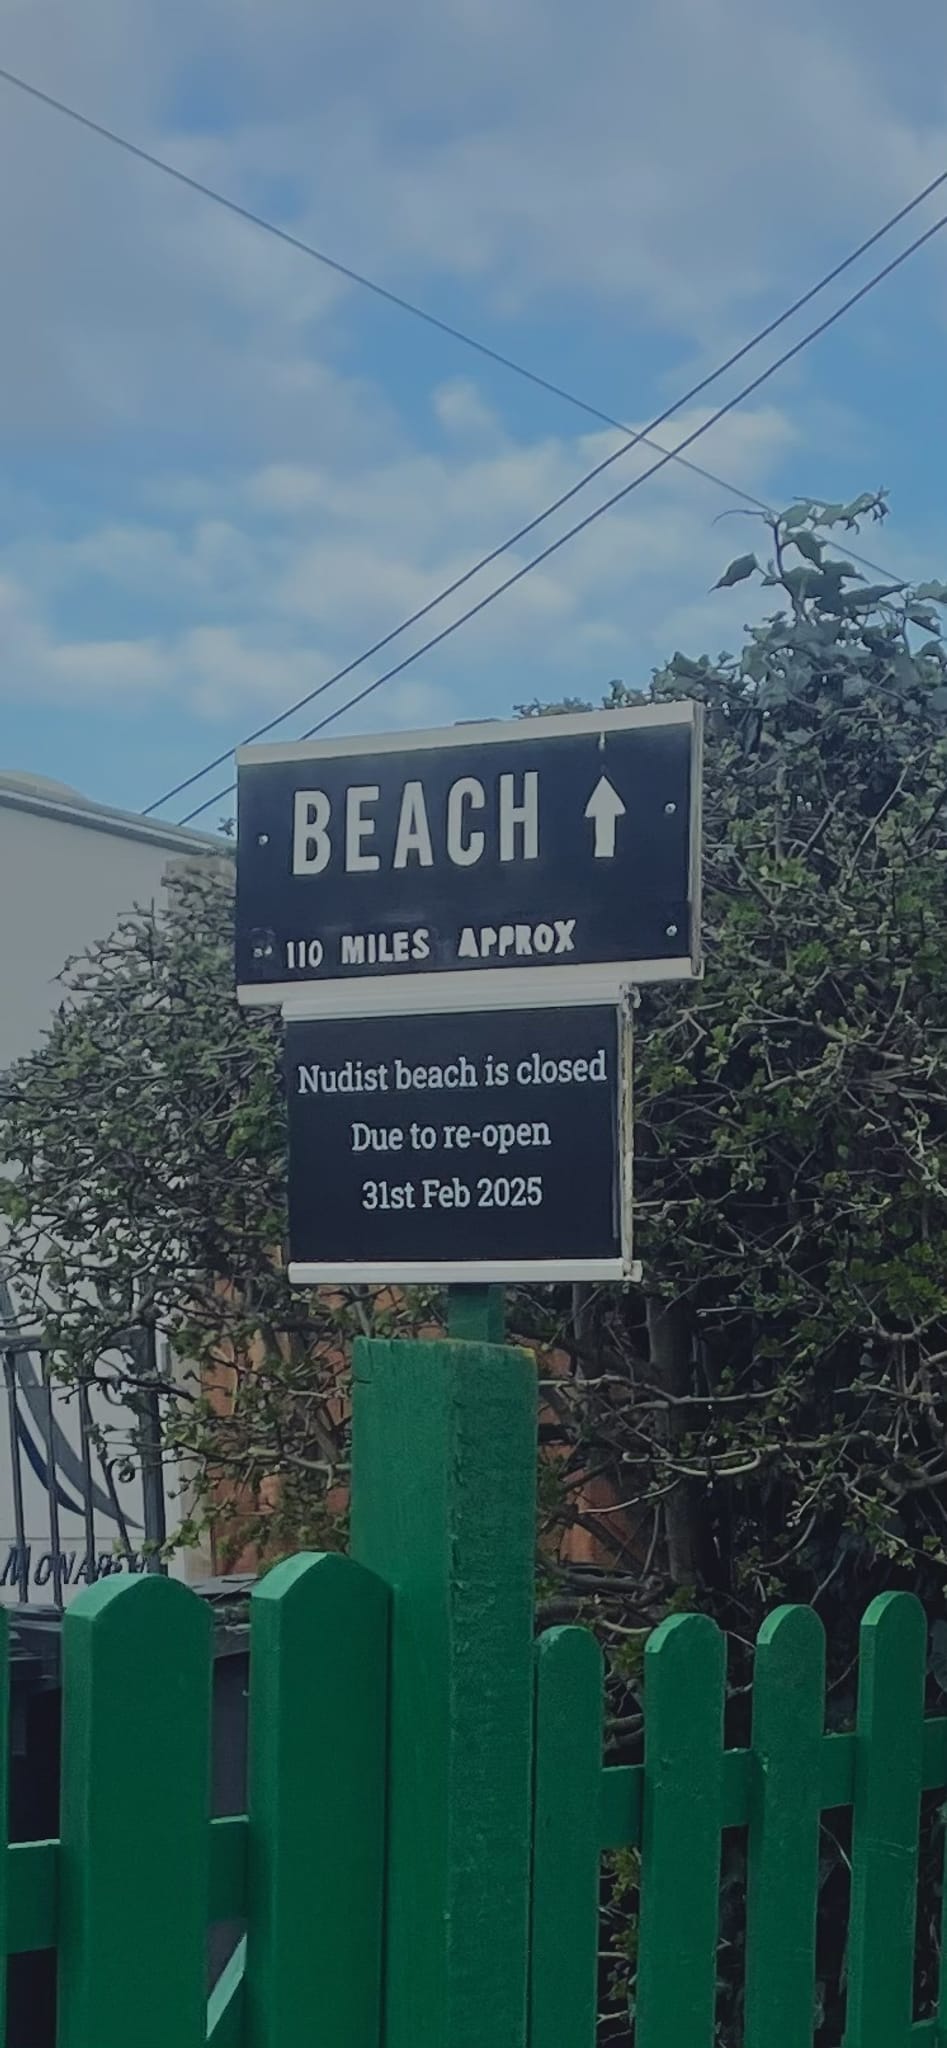 BEACH
110 MILES APPROX
Nudist beach is closed
Due to re-open
31st Feb 2025